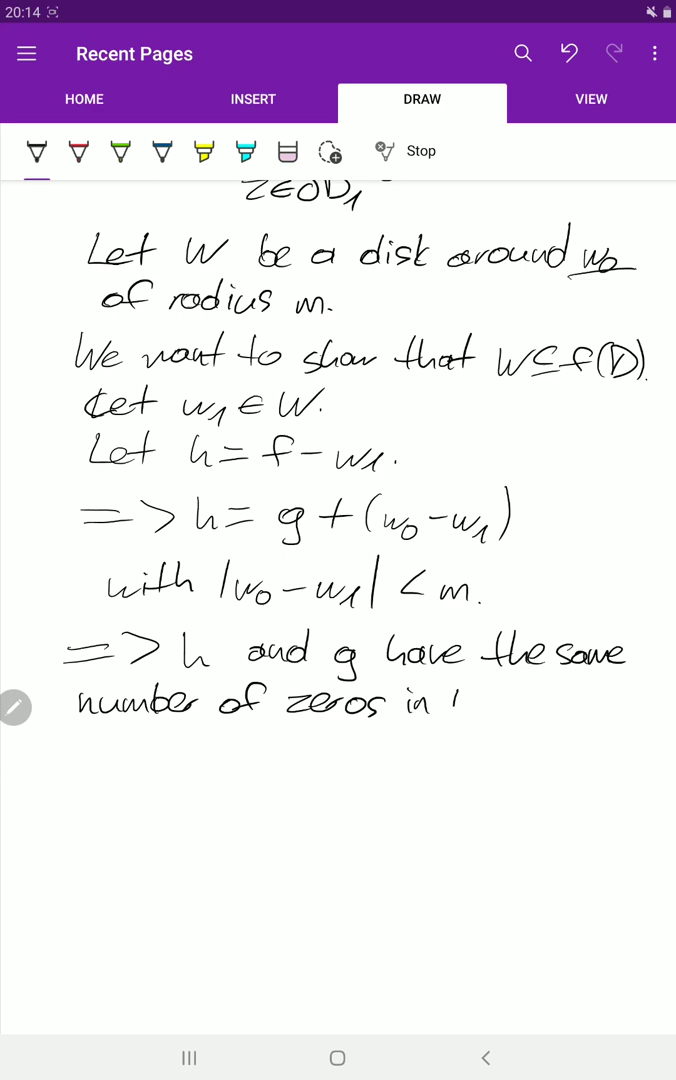 20:14
Recent Pages
HOME INSERT DRAW VIEW
Stop
z∈∂D₁
Let W be a disk around w₀
of radius m.
We want to show that W⊆f(D).
Let w₁ ∈ W.
Let h = f - w₁.
=> h = g + (w₀ - w₁)
with |w₀ - w₁| < m.
=> h and g have the same
number of zeros in